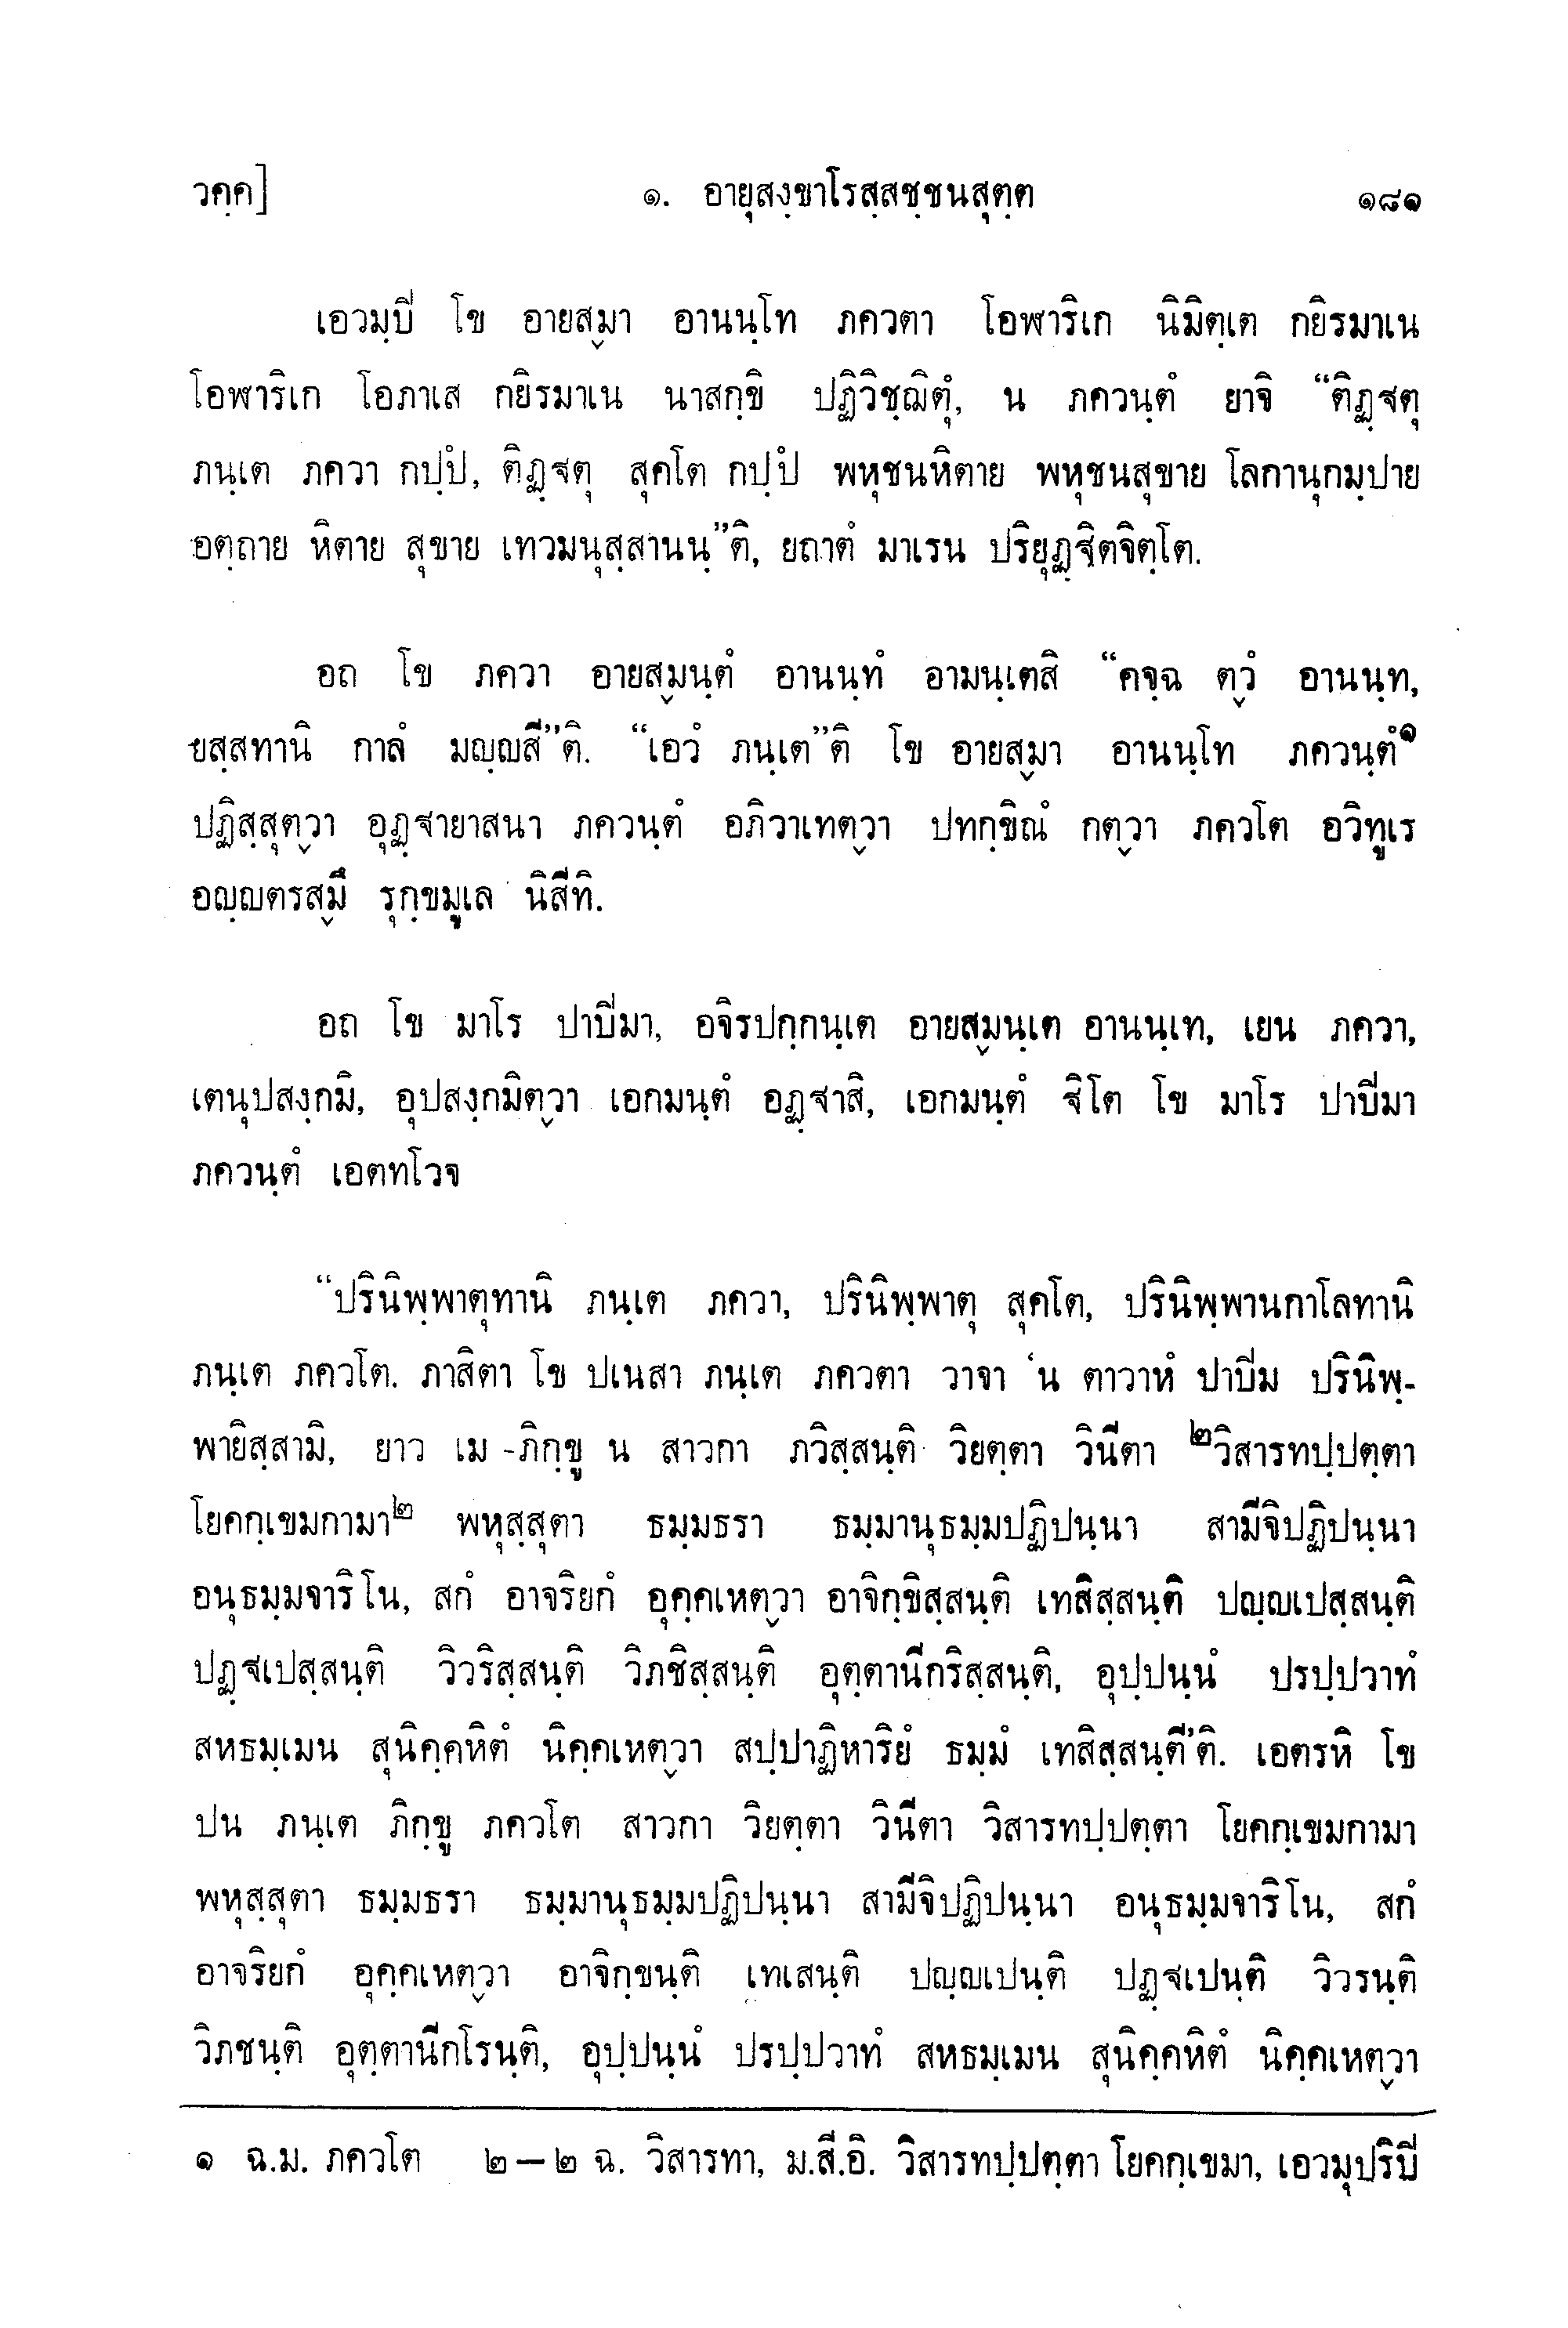 วคฺค] ๑. อายุสงฺขาโรสฺสชฺชนสุตฺต ๑๘๑
เอวมฺปี โข อายสฺมา อานนฺโท ภควตา โอฬาริเก นิมิตฺเต กยิรมาเน
โอฬาริเก โอภาเส กยิรมาเน นาสกฺขิ ปฏิวิชฺฌิตุํ, น ภควนฺตํ ยาจิ “ติฏฺฐตุ
ภนฺเต ภควา กปฺปํ, ติฏฺฐตุ สุคโต กปฺปํ พหุชนหิตาย พหุชนสุขาย โลกานุกมฺปาย
อตฺถาย หิตาย สุขาย เทวมนุสฺสานนฺ”ติ, ยถาตํ มาเรน ปริยุฏฺฐิตจิตฺโต.
อถ โข ภควา อายสฺมนฺตํ อานนฺทํ อามนฺเตสิ “คจฺฉ ตฺวํ อานนฺท,
ยสฺสทานิ กาลํ มญฺญสี”ติ. “เอวํ ภนฺเต”ติ โข อายสฺมา อานนฺโท ภควนฺตํ๑
ปฏิสฺสุตฺวา อุฏฺฐายาสนา ภควนฺตํ อภิวาเทตฺวา ปทกฺขิณํ กตฺวา ภควโต อวิทูเร
อญฺญตรสฺมึ รุกฺขมูเล นิสีทิ.
อถ โข มาโร ปาปิมา, อจิรปกฺกนฺเต อายสฺมนฺเต อานนฺเท, เยน ภควา,
เตนุปสงฺกมิ, อุปสงฺกมิตฺวา เอกมนฺตํ อฏฺฐาสิ, เอกมนฺตํ ฐิโต โข มาโร ปาปิมา
ภควนฺตํ เอตทโวจ
“ปรินิพฺพาตุทานิ ภนฺเต ภควา, ปรินิพฺพาตุ สุคโต, ปรินิพฺพานกาโลทานิ
ภนฺเต ภควโต. ภาสิตา โข ปเนสา ภนฺเต ภควตา วาจา ‘น ตาวาหํ ปาปิม ปรินิพฺ-
พายิสฺสามิ, ยาว เม ภิกฺขู น สาวกา ภวิสฺสนฺติ วิยตฺตา วินีตา ๒วิสารทปฺปตฺตา
โยคกฺเขมกามา๒ พหุสฺสุตา ธมฺมธรา ธมฺมานุธมฺมปฏิปนฺนา สามีจิปฏิปนฺนา
อนุธมฺมจาริโน, สกํ อาจริยกํ อุคฺคเหตฺวา อาจิกฺขิสฺสนฺติ เทสิสฺสนฺติ ปญฺญเปสฺสนฺติ
ปฏฺฐเปสฺสนฺติ วิวริสฺสนฺติ วิภชิสฺสนฺติ อุตฺตานีกริสฺสนฺติ, อุปฺปนฺนํ ปรปฺปวาทํ
สหธมฺเมน สุนิคฺคหิตํ นิคฺคเหตฺวา สปฺปาฏิหาริยํ ธมฺมํ เทสิสฺสนฺตี’ติ. เอตรหิ โข
ปน ภนฺเต ภิกฺขู ภควโต สาวกา วิยตฺตา วินีตา วิสารทปฺปตฺตา โยคกฺเขมกามา
พหุสฺสุตา ธมฺมธรา ธมฺมานุธมฺมปฏิปนฺนา สามีจิปฏิปนฺนา อนุธมฺมจาริโน, สกํ
อาจริยกํ อุคฺคเหตฺวา อาจิกฺขนฺติ เทเสนฺติ ปญฺญเปนฺติ ปฏฺฐเปนฺติ วิวรนฺติ
วิภชนฺติ อุตฺตานีกโรนฺติ, อุปฺปนฺนํ ปรปฺปวาทํ สหธมฺเมน สุนิคฺคหิตํ นิคฺคเหตฺวา
๑ ฉ.ม. ภควโต ๒—๒ ฉ. วิสารทา, ม.สี.อิ. วิสารทปฺปตฺตา โยคกฺเขมา, เอวมุปริปิ